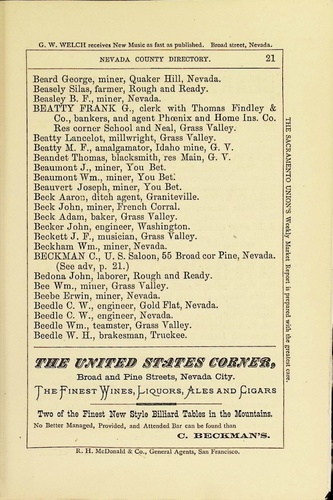 G. W. WELCH receives New Music as fast as published. Broad street, Nevada.
NEVADA COUNTY DIRECTORY. 21
Beard George, miner, Quaker Hill, Nevada.
Beasely Silas, farmer, Rough and Ready.
Beasley B. F., miner, Nevada.
BEATTY FRANK G., clerk with Thomas Findley &
Co., bankers, and agent Phœnix and Home Ins. Co.
Res corner School and Neal, Grass Valley.
Beatty Lancelot, millwright, Grass Valley.
Beatty M. F., amalgamator, Idaho mine, G. V.
Beaudet Thomas, blacksmith, res Main, G. V.
Beaumont J., miner, You Bet.
Beaumont Wm., miner, You Bet.
Beauvert Joseph, miner, You Bet.
Beck Aaron, ditch agent, Graniteville.
Beck John, miner, French Corral.
Beck Adam, baker, Grass Valley.
Becker John, engineer, Washington.
Beckett J. F., musician, Grass Valley.
Beckham Wm., miner, Nevada.
BECKMAN C., U. S. Saloon, 55 Broad cor Pine, Nevada.
(See adv, p. 21.)
Bedona John, laborer, Rough and Ready.
Bee Wm., miner, Grass Valley.
Beebe Erwin, miner, Nevada.
Beedle C. W., engineer, Gold Flat, Nevada.
Beedle C. W., engineer, Nevada.
Beedle Wm., teamster, Grass Valley.
Beedle W. H., brakesman, Truckee.
THE SACRAMENTO UNION'S Weekly Market Report is prepared with the greatest care.
THE UNITED STATES CORNER,
Broad and Pine Streets, Nevada City.
THE FINEST WINES, LIQUORS, ALES AND CIGARS
Two of the Finest New Style Billiard Tables in the Mountains.
No Better Managed, Provided, and Attended Bar can be found than
C. BECKMAN'S.
R. H. McDonald & Co., General Agents, San Francisco.